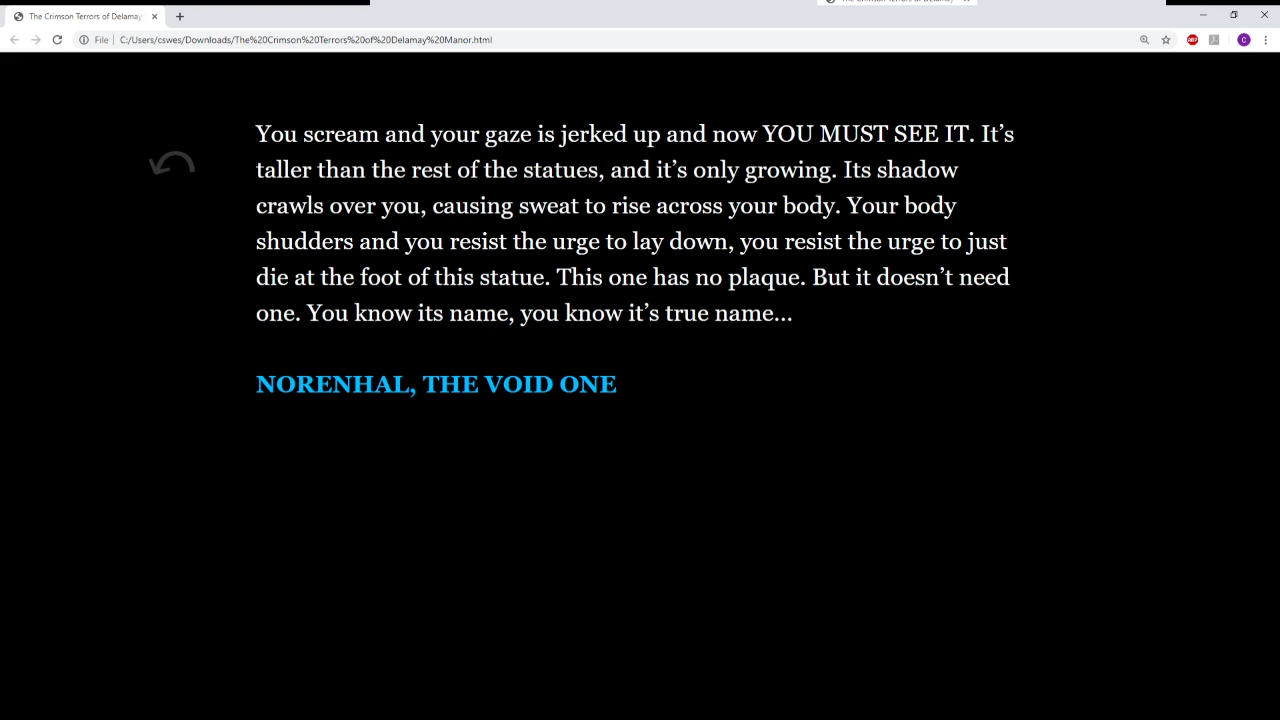 The Crimson Terrors of Delamay
File
C:/Users/cswes/Downloads/The%20Crimson%20Terrors%20of%20Delamay%20Manor.html
ABP
C
You scream and your gaze is jerked up and now YOU MUST SEE IT. It’s
taller than the rest of the statues, and it’s only growing. Its shadow
crawls over you, causing sweat to rise across your body. Your body
shudders and you resist the urge to lay down, you resist the urge to just
die at the foot of this statue. This one has no plaque. But it doesn’t need
one. You know its name, you know it’s true name...
NORENHAL, THE VOID ONE